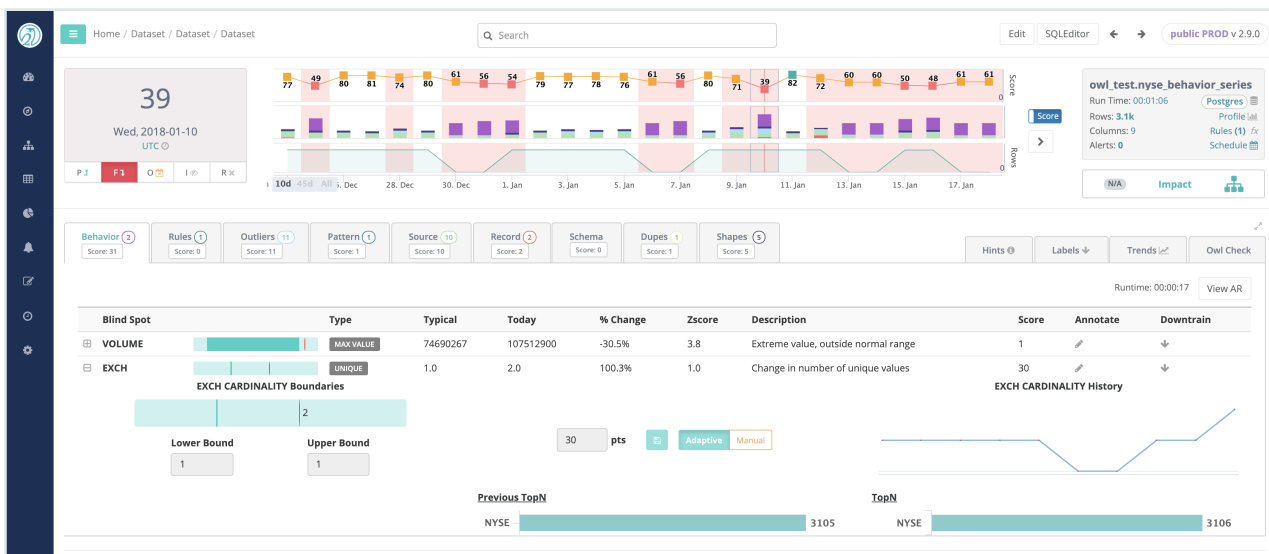 Home / Dataset / Dataset / Dataset
Search
Edit SQLEditor public PROD v 2.9.0
39
Wed, 2018-01-10
UTC
P F O I R
77 49 80 81 74 80 61 56 54 79 77 78 76 61 56 80 71 39 82 72 60 60 50 48 61 61
Score
0
Rows
0
10d 45d All Dec 28. Dec 30. Dec 1. Jan 3. Jan 5. Jan 7. Jan 9. Jan 11. Jan 13. Jan 15. Jan 17. Jan
Score
owl_test.nyse_behavior_series
Run Time: 00:01:06 Postgres
Rows: 3.1k Profile
Columns: 9 Rules (1) fx
Alerts: 0 Schedule
N/A Impact
Behavior 2 Rules 1 Outliers 11 Pattern 1 Source 10 Record 2 Schema Dupes 1 Shapes 5
Score: 31 Score: 0 Score: 11 Score: 1 Score: 10 Score: 2 Score: 0 Score: 1 Score: 5
Hints Labels Trends Owl Check
Runtime: 00:00:17 View AR
Blind Spot Type Typical Today % Change Zscore Description Score Annotate Downtrain
VOLUME MAX VALUE 74690267 107512900 -30.5% 3.8 Extreme value, outside normal range 1
EXCH UNIQUE 1.0 2.0 100.3% 1.0 Change in number of unique values 30
EXCH CARDINALITY Boundaries EXCH CARDINALITY History
2
Lower Bound Upper Bound
1 1
30 pts Adaptive Manual
Previous TopN TopN
NYSE 3105 NYSE 3106